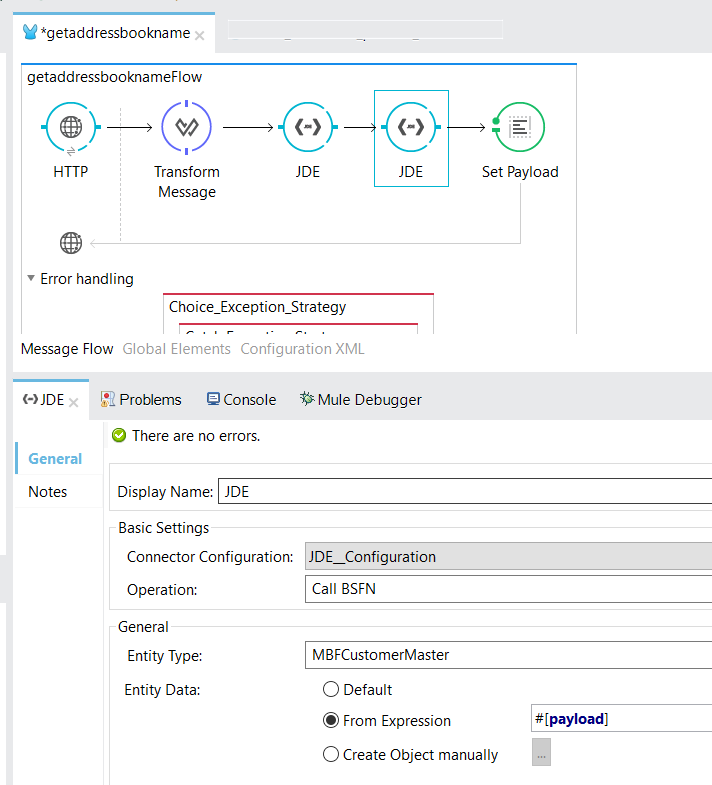 *getaddressbookname
getaddressbooknameFlow
HTTP
Transform
Message
JDE
JDE
Set Payload
Error handling
Choice_Exception_Strategy
Message Flow Global Elements Configuration XML
JDE Problems Console Mule Debugger
There are no errors.
General
Notes
Display Name: JDE
Basic Settings
Connector Configuration: JDE__Configuration
Operation: Call BSFN
General
Entity Type: MBFCustomerMaster
Entity Data: Default
From Expression #[payload]
Create Object manually ...